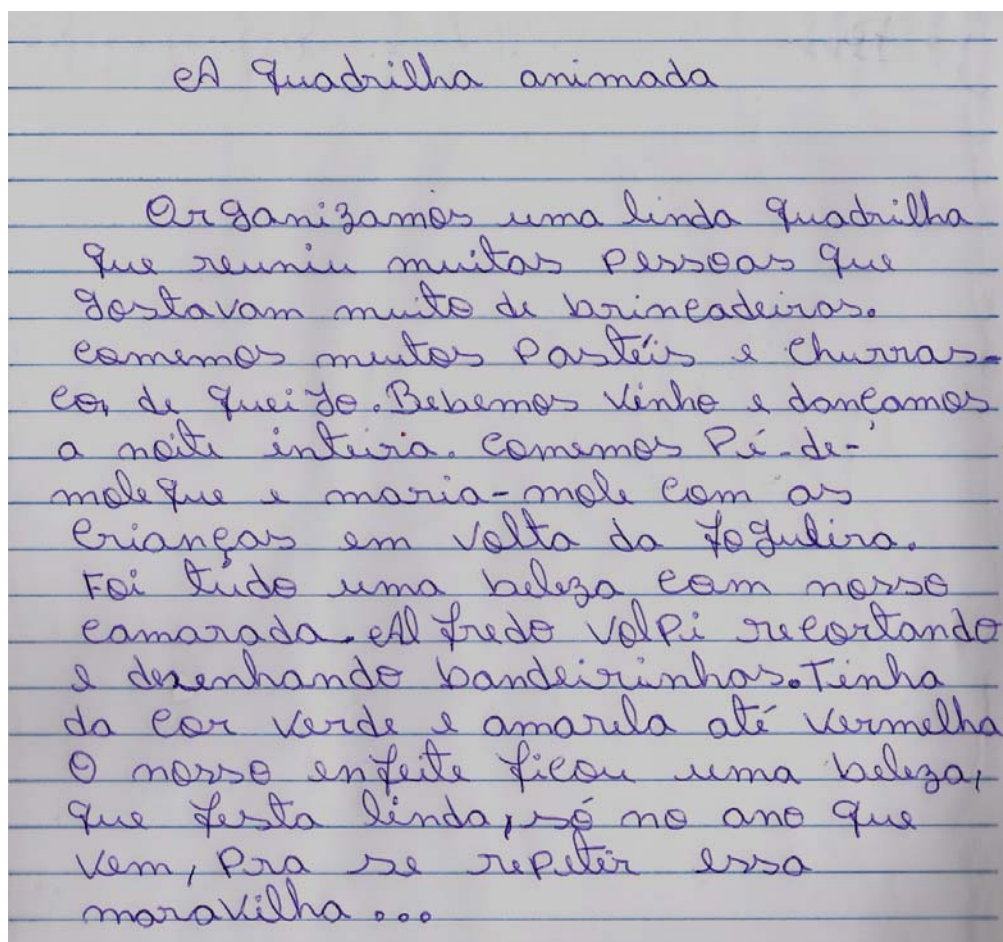 A quadrilha animada
Organizamos uma linda quadrilha
que reuniu muitas pessoas que
gostavam muito de brincadeiras.
comemos muitos pastéis e churras-
co, de queijo. Bebemos vinho e dancamos
a noite inteira. comemos Pé-de-
moleque e maria-mole com as
crianças em volta da fogueira.
Foi tudo uma beleza com nosso
camarada. Alfredo Volpi recortando
e desenhando bandeirinhas. Tinha
da cor verde e amarela até vermelha
O nosso enfeite ficou uma beleza,
que festa linda, só no ano que
vem, pra se repetir essa
maravilha...